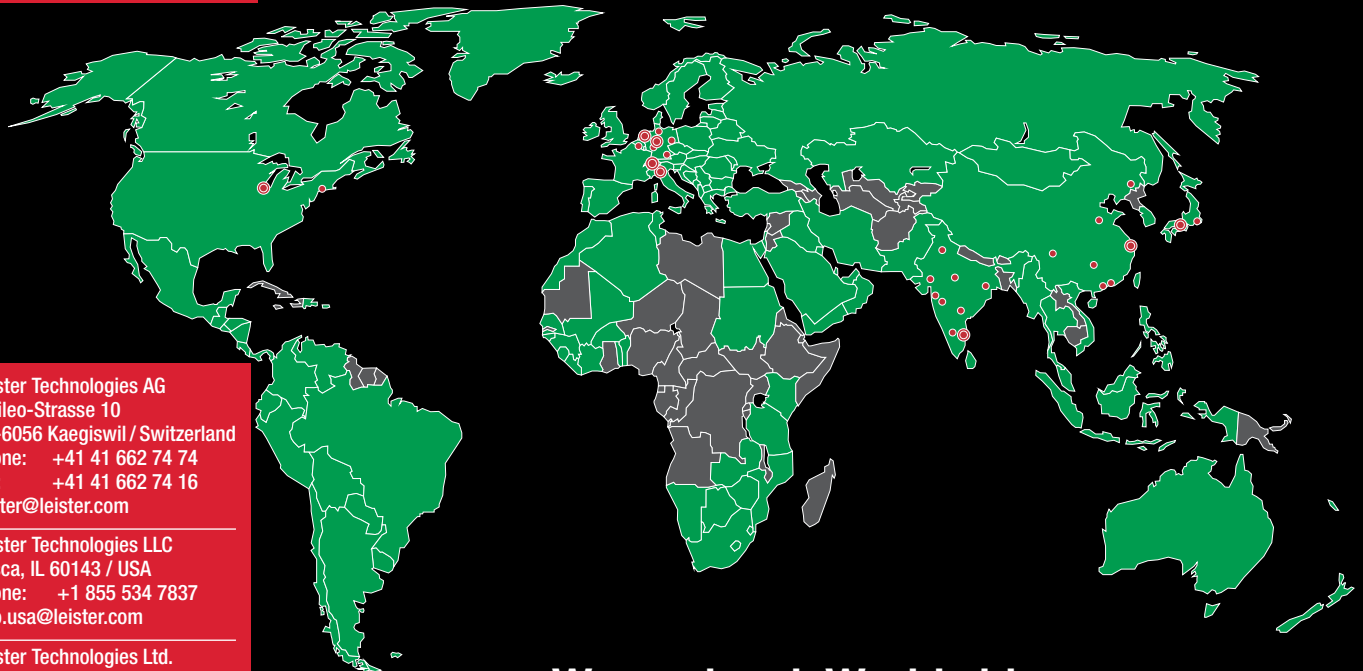 ster Technologies AG
ileo-Strasse 10
-6056 Kaegiswil / Switzerland
one: +41 41 662 74 74
+41 41 662 74 16
ter@leister.com
ster Technologies LLC
sca, IL 60143 / USA
one: +1 855 534 7837
o.usa@leister.com
ster Technologies Ltd.